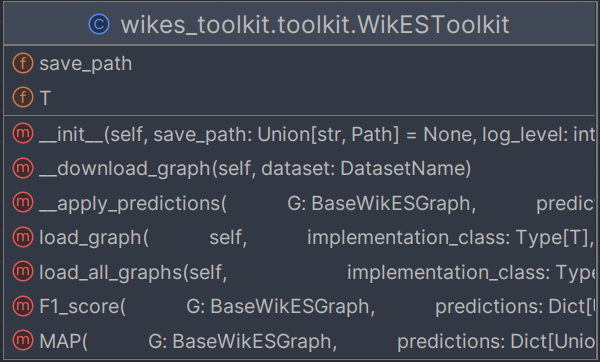 C wikes_toolkit.toolkit.WikESToolkit
f save_path
f T
m __init__(self, save_path: Union[str, Path] = None, log_level: int
m __download_graph(self, dataset: DatasetName)
m __apply_predictions( G: BaseWikESGraph, predic
m load_graph( self, implementation_class: Type[T],
m load_all_graphs(self, implementation_class: Type
m F1_score( G: BaseWikESGraph, predictions: Dict[U
m MAP( G: BaseWikESGraph, predictions: Dict[Unio